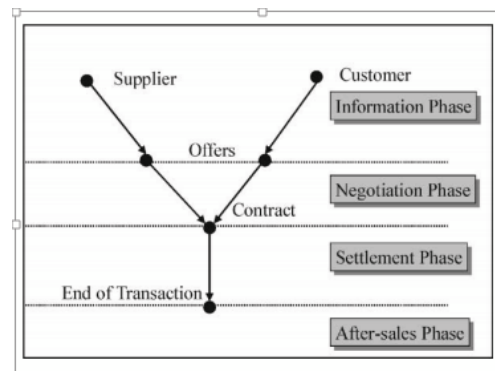 Supplier
Customer
Information Phase
Offers
Negotiation Phase
Contract
Settlement Phase
End of Transaction
After-sales Phase